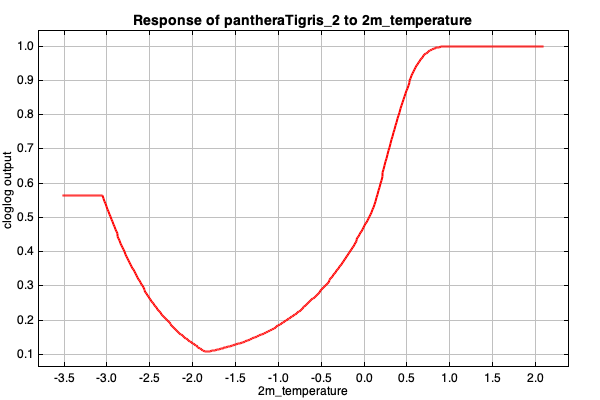 Response of pantheraTigris_2 to 2m_temperature
1.0
0.9
0.8
0.7
0.6
0.5
0.4
0.3
0.2
0.1
cloglog output
-3.5 -3.0 -2.5 -2.0 -1.5 -1.0 -0.5 0.0 0.5 1.0 1.5 2.0
2m_temperature